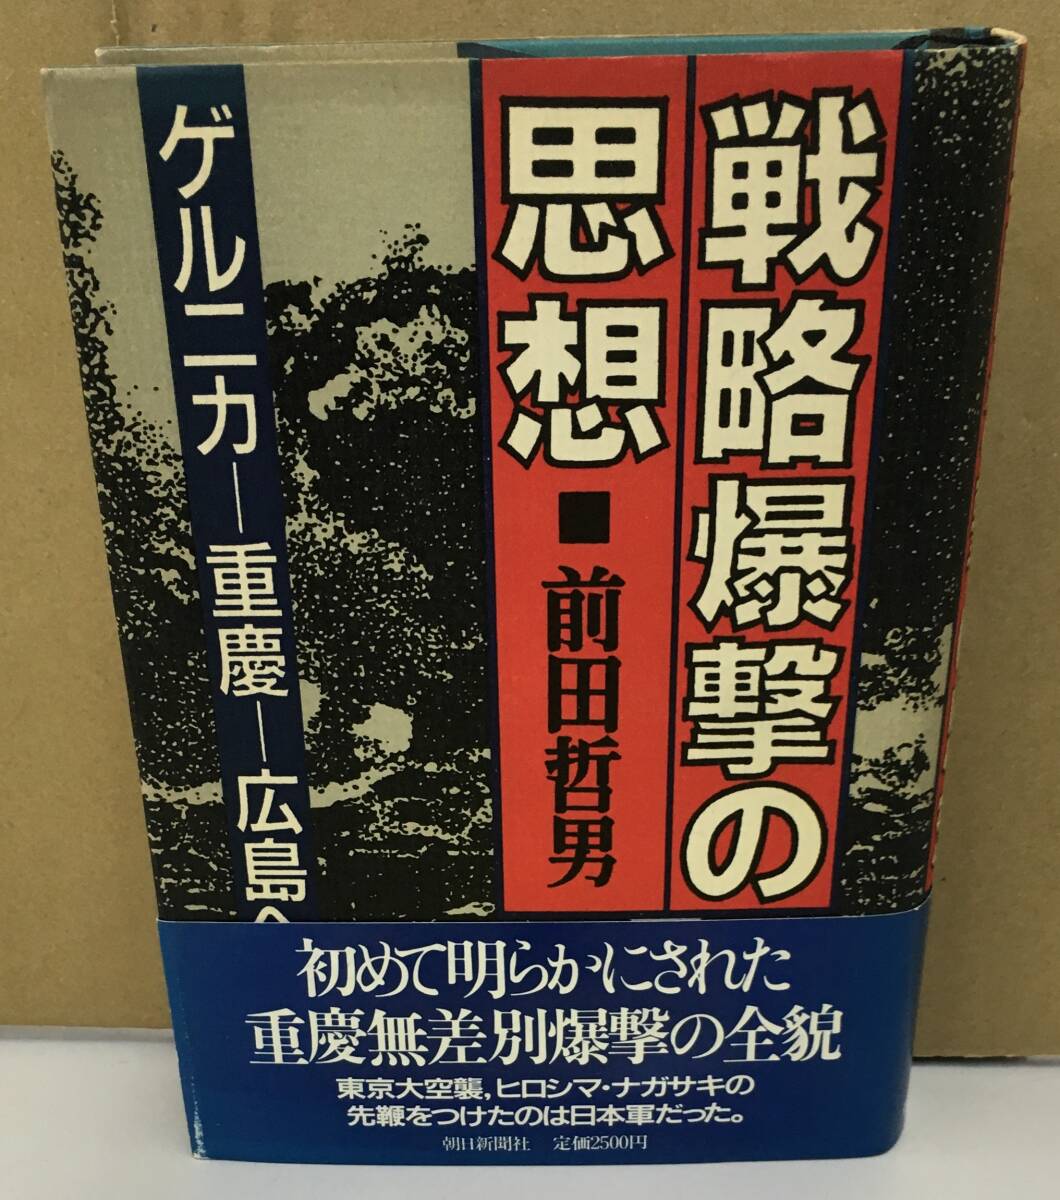 戦略爆撃の
思想■前田哲男
ゲルニカ―重慶―広島へ
初めて明らかにされた
重慶無差別爆撃の全貌
東京大空襲，ヒロシマ・ナガサキの
先鞭をつけたのは日本軍だった。
朝日新聞社 定価2500円